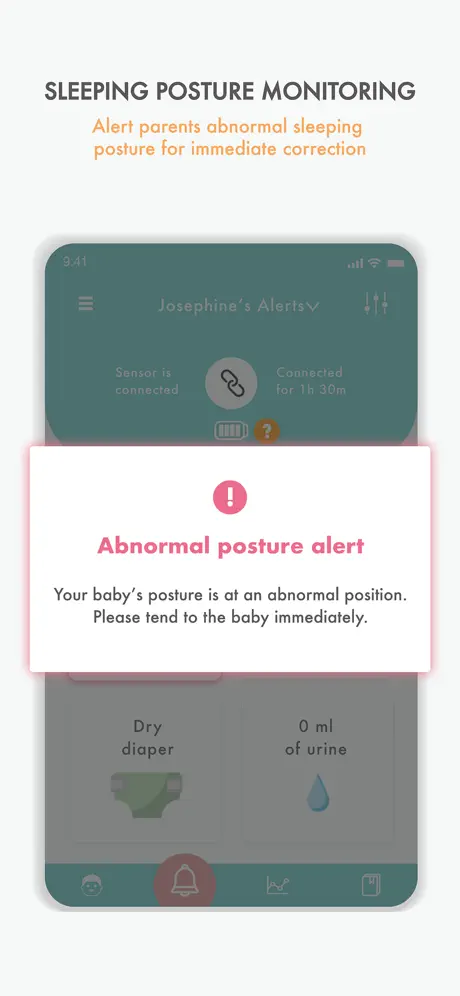 SLEEPING POSTURE MONITORING
Alert parents abnormal sleeping
posture for immediate correction
9:41
Josephine's Alerts
Sensor is
connected
Connected
for 1h 30m
?
!
Abnormal posture alert
Your baby's posture is at an abnormal position.
Please tend to the baby immediately.
Dry
diaper
0 ml
of urine